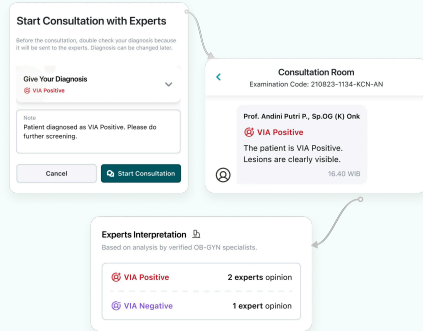 Start Consultation with Experts
Before the consultation, double check your diagnosis because
it will be sent to the experts. Diagnosis can be changed later.
Give Your Diagnosis
VIA Positive
Note
Patient diagnosed as VIA Positive. Please do
further screening.
Cancel
Start Consultation
Consultation Room
Examination Code: 210823-1134-KCN-AN
Prof. Andini Putri P., Sp.OG (K) Onk
VIA Positive
The patient is VIA Positive.
Lesions are clearly visible.
16.40 WIB
Experts Interpretation
Based on analysis by verified OB-GYN specialists.
VIA Positive
2 experts opinion
VIA Negative
1 expert opinion